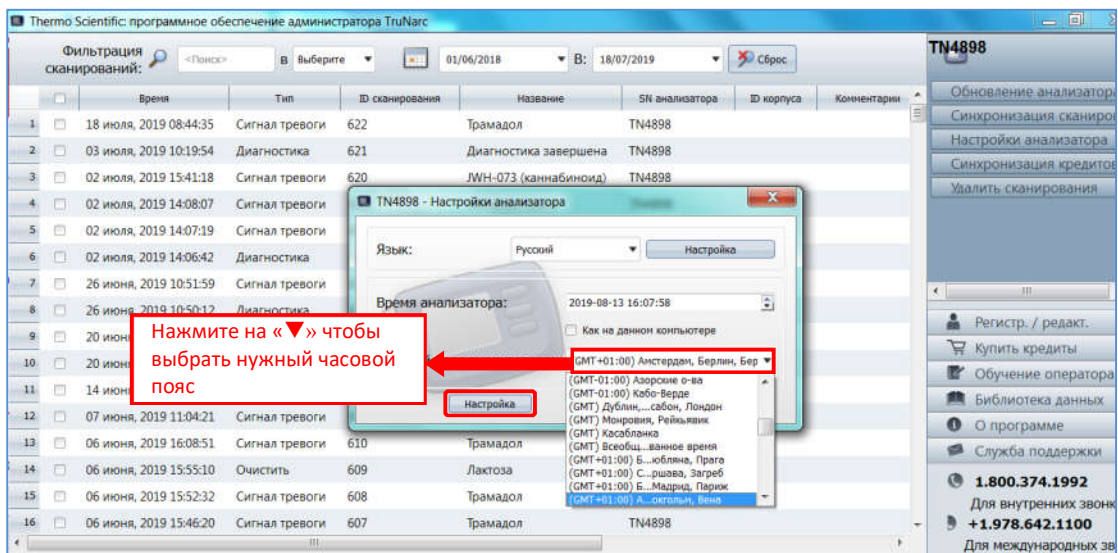 Thermo Scientific: программное обеспечение администратора TruNarc
Фильтрация сканирований: <Поиск> В Выберите 01/06/2018 В: 18/07/2019 Сброс
Время Тип ID сканирования Название SN анализатора ID корпуса Комментарии
1 18 июля, 2019 08:44:35 Сигнал тревоги 622 Трамадол TN4898
2 03 июля, 2019 10:19:54 Диагностика 621 Диагностика завершена TN4898
3 02 июля, 2019 15:41:18 Сигнал тревоги 620 JWH-073 (каннабиноид) TN4898
4 02 июля, 2019 14:08:07 Сигнал тревоги
5 02 июля, 2019 14:07:19 Сигнал тревоги
6 02 июля, 2019 14:06:42 Диагностика
7 26 июня, 2019 10:51:59 Сигнал тревоги
8 26 июня, 2019 10:50:12 Диагностика
9 20 июн
10 20 июн
11 14 июн
12 07 июня, 2019 11:04:21 Сигнал тревоги
13 06 июня, 2019 16:08:51 Сигнал тревоги 610 Трамадол
14 06 июня, 2019 15:55:10 Очистить 609 Лактоза
15 06 июня, 2019 15:52:32 Сигнал тревоги 608 Трамадол
16 06 июня, 2019 15:46:20 Сигнал тревоги 607 Трамадол TN4898
TN4898 - Настройки анализатора
Язык: Русский Настройка
Время анализатора: 2019-08-13 16:07:58
Как на данном компьютере
(GMT+01:00) Амстердам, Берлин, Бер
(GMT-01:00) Азорские о-ва
(GMT-01:00) Кабо-Верде
(GMT) Дублин,...сабон, Лондон
(GMT) Монровия, Рейкьявик
(GMT) Касабланка
(GMT) Всеобщ...ванное время
(GMT+01:00) Б...юбляна, Прага
(GMT+01:00) С...ршава, Загреб
(GMT+01:00) Б...Мадрид, Париж
(GMT+01:00) А...окгольм, Вена
Настройка
Нажмите на «▼» чтобы
выбрать нужный часовой
пояс
TN4898
Обновление анализатора
Синхронизация сканиро
Настройки анализатора
Синхронизация кредитов
Удалить сканирования
Регистр. / редакт.
Купить кредиты
Обучение оператора
Библиотека данных
О программе
Служба поддержки
1.800.374.1992
Для внутренних звонк
+1.978.642.1100
Для международных зв